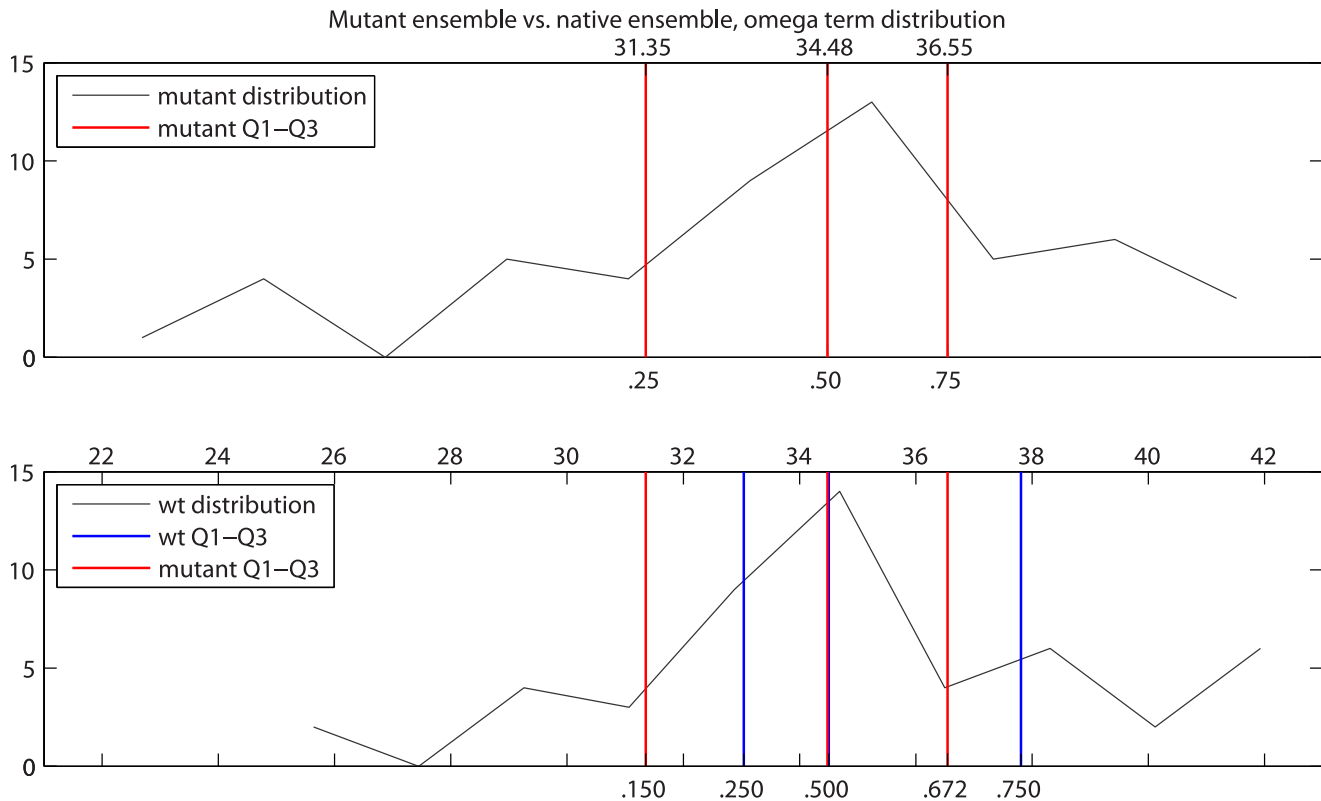 Mutant ensemble vs. native ensemble, omega term distribution
31.35 34.48 36.55
15
mutant distribution
mutant Q1−Q3
10
5
0
.25 .50 .75
22 24 26 28 30 32 34 36 38 40 42
15
wt distribution
wt Q1−Q3
mutant Q1−Q3
10
5
0
.150 .250 .500 .672 .750